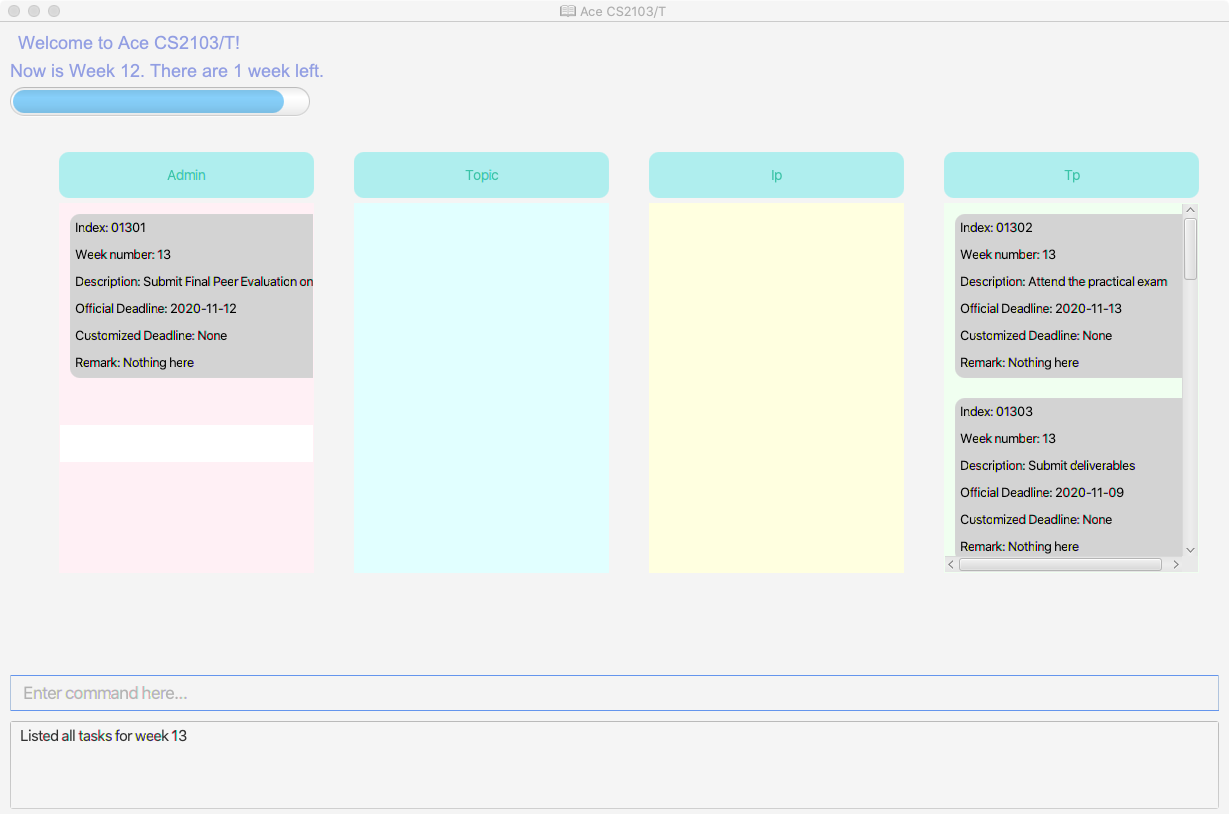 Ace CS2103/T
Welcome to Ace CS2103/T!
Now is Week 12. There are 1 week left.
Admin
Index: 01301
Week number: 13
Description: Submit Final Peer Evaluation on
Official Deadline: 2020-11-12
Customized Deadline: None
Remark: Nothing here
Topic
Ip
Tp
Index: 01302
Week number: 13
Description: Attend the practical exam
Official Deadline: 2020-11-13
Customized Deadline: None
Remark: Nothing here
Index: 01303
Week number: 13
Description: Submit deliverables
Official Deadline: 2020-11-09
Customized Deadline: None
Remark: Nothing here
Enter command here...
Listed all tasks for week 13